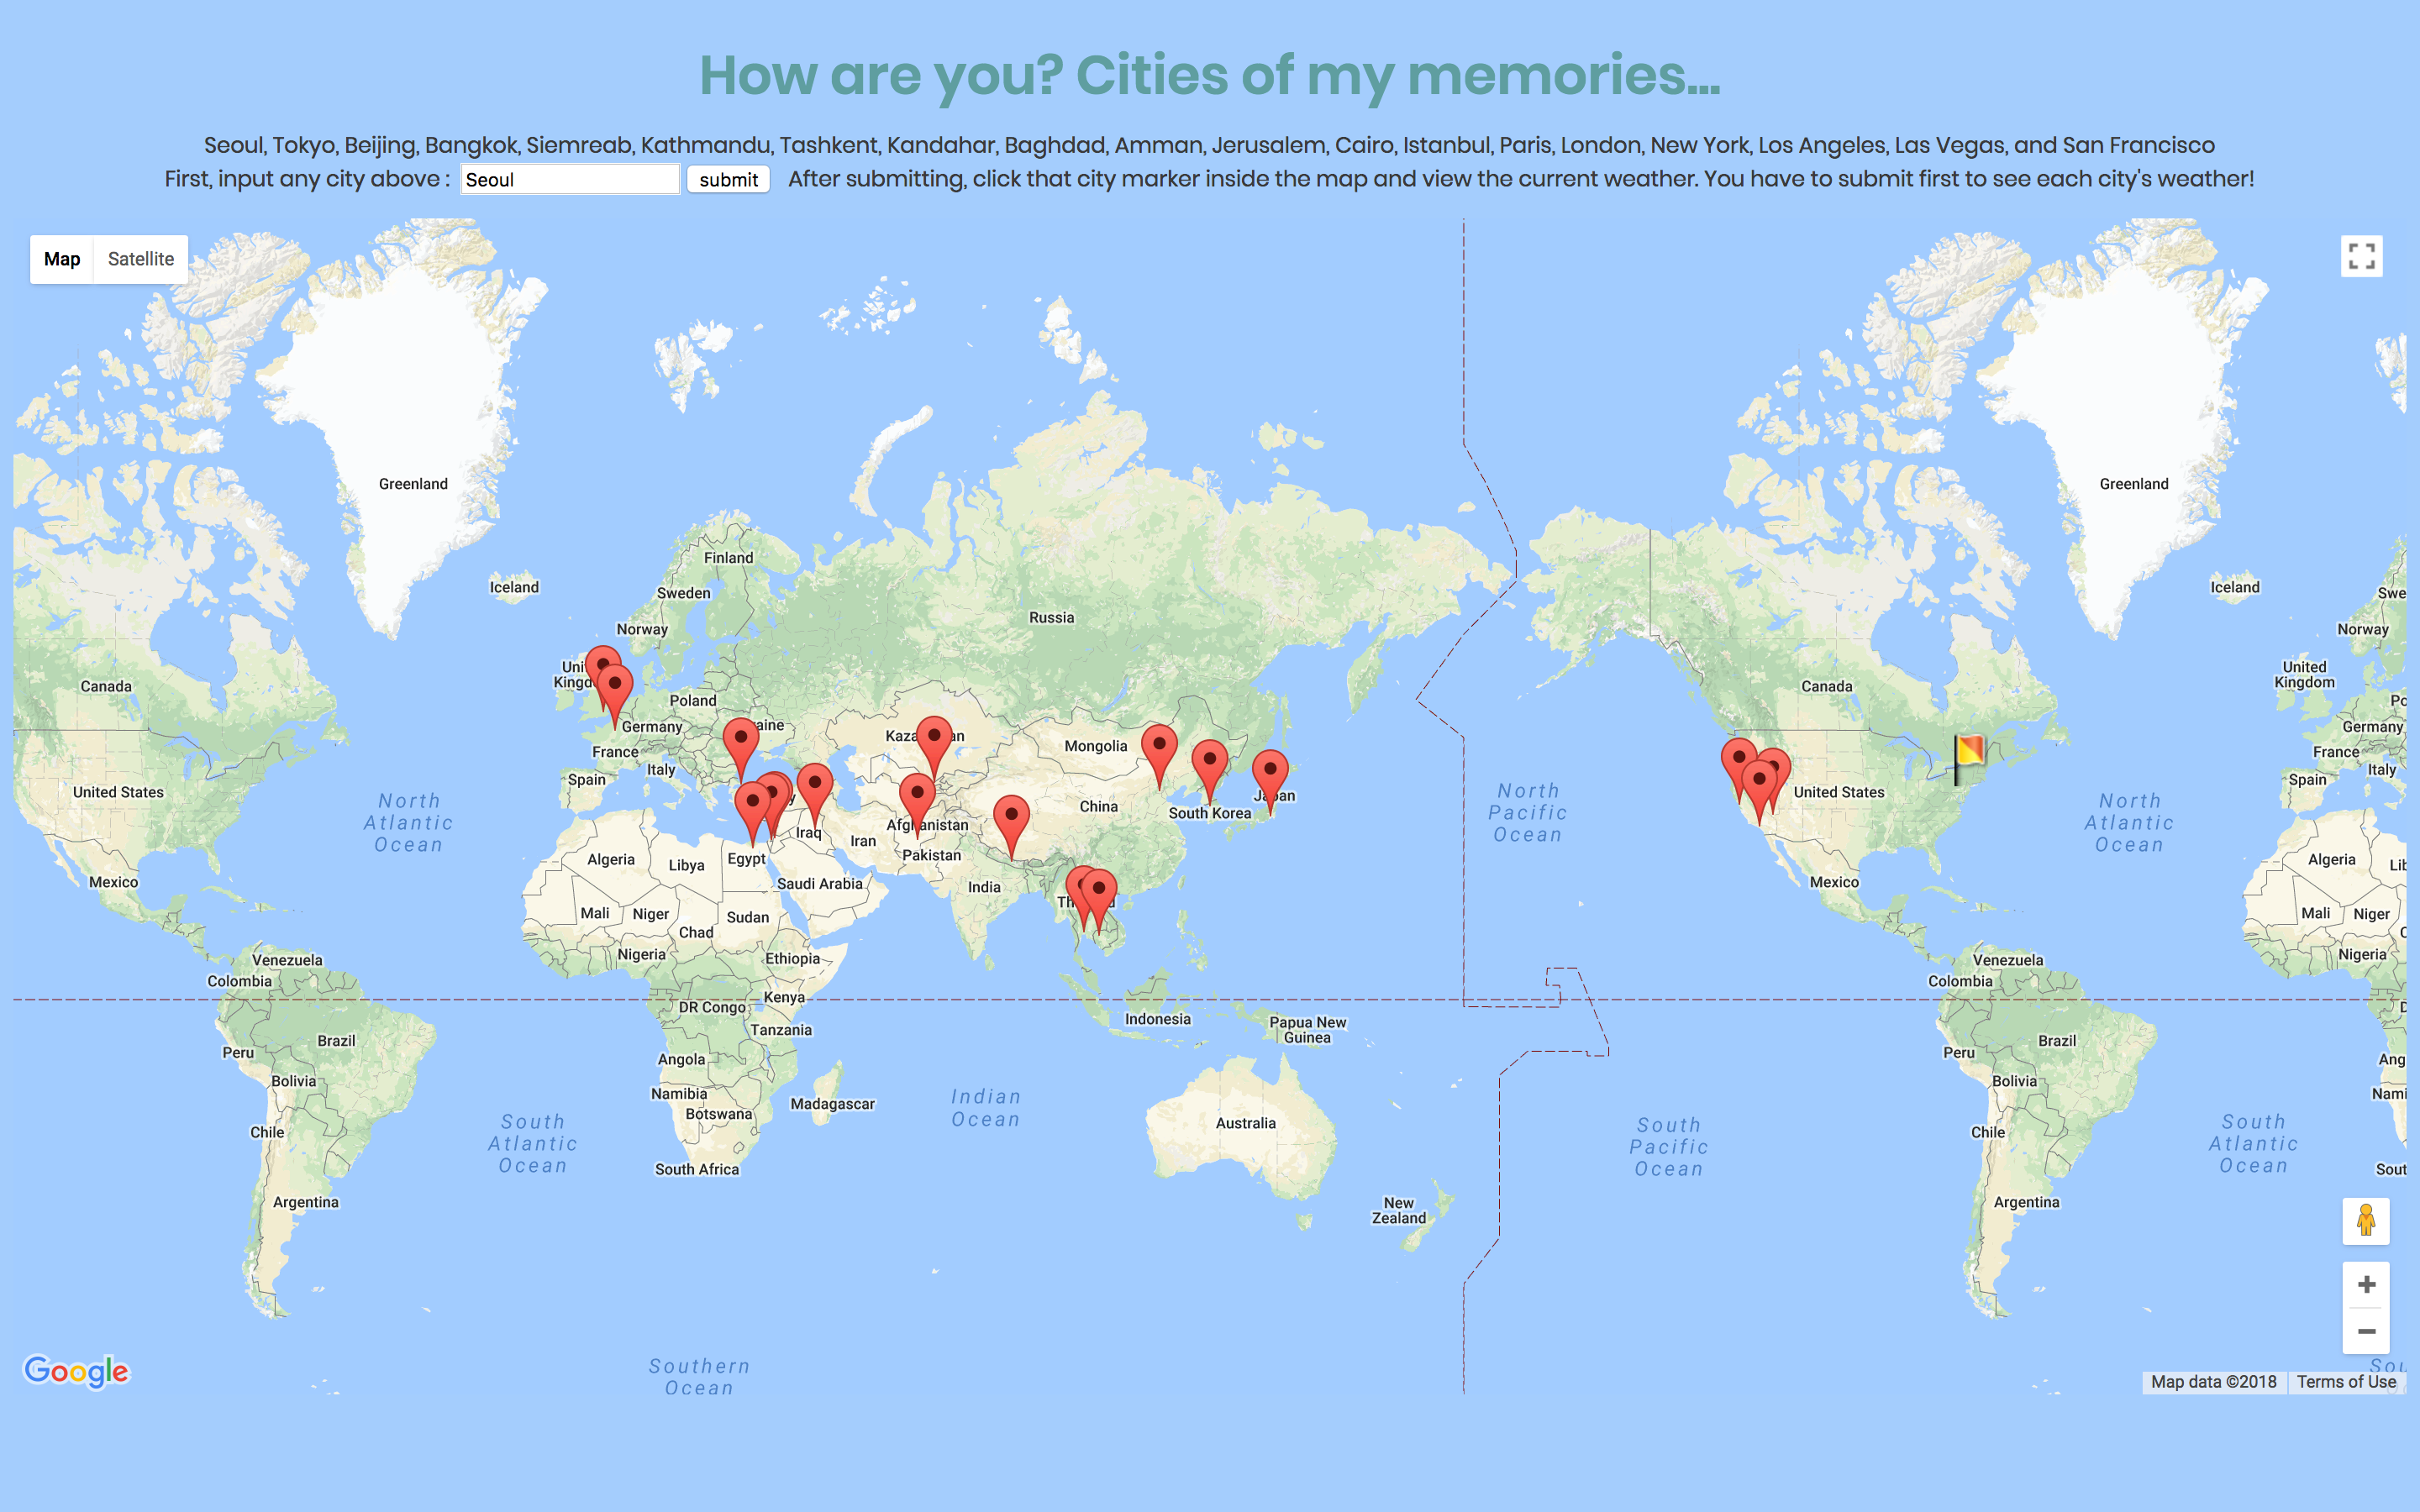 How are you? Cities of my memories...
Seoul, Tokyo, Beijing, Bangkok, Siemreab, Kathmandu, Tashkent, Kandahar, Baghdad, Amman, Jerusalem, Cairo, Istanbul, Paris, London, New York, Los Angeles, Las Vegas, and San Francisco
First, input any city above : Seoul submit After submitting, click that city marker inside the map and view the current weather. You have to submit first to see each city's weather!
Map Satellite
Greenland
Greenland
Finland
Iceland
Iceland
Sweden
Swe
Russia
Norway
Norway
Uni
Kingd
United
Kingdom
Canada
Canada
Poland
Po
Germany
Germany
raine
Kaza an
Mongolia
France
France
Italy
Italy
Spain
Spain
United States
United States
North
Atlantic
Ocean
North
Pacific
Ocean
North
Atlantic
Ocean
China
South Korea
Japan
y
Iraq
Iran
Afghanistan
Pakistan
Algeria
Libya
Egypt
Algeria
Lib
Mexico
Mexico
Saudi Arabia
India
Th d
Mali
Niger
Sudan
Mali
Niger
Chad
C
Nigeria
Ethiopia
Nigeria
Venezuela
Venezuela
Colombia
Colombia
DR Congo
Kenya
D
Indonesia
Papua New
Guinea
Tanzania
Brazil
Brazil
Peru
Peru
Angola
Ang
Bolivia
Bolivia
Namibia
Nami
Botswana
Madagascar
Indian
Ocean
South
Atlantic
Ocean
Australia
South
Pacific
Ocean
South
Atlantic
Ocean
Chile
Chile
South Africa
Sout
Argentina
Argentina
New
Zealand
Southern
Ocean
Sou
Google
Map data ©2018 Terms of Use